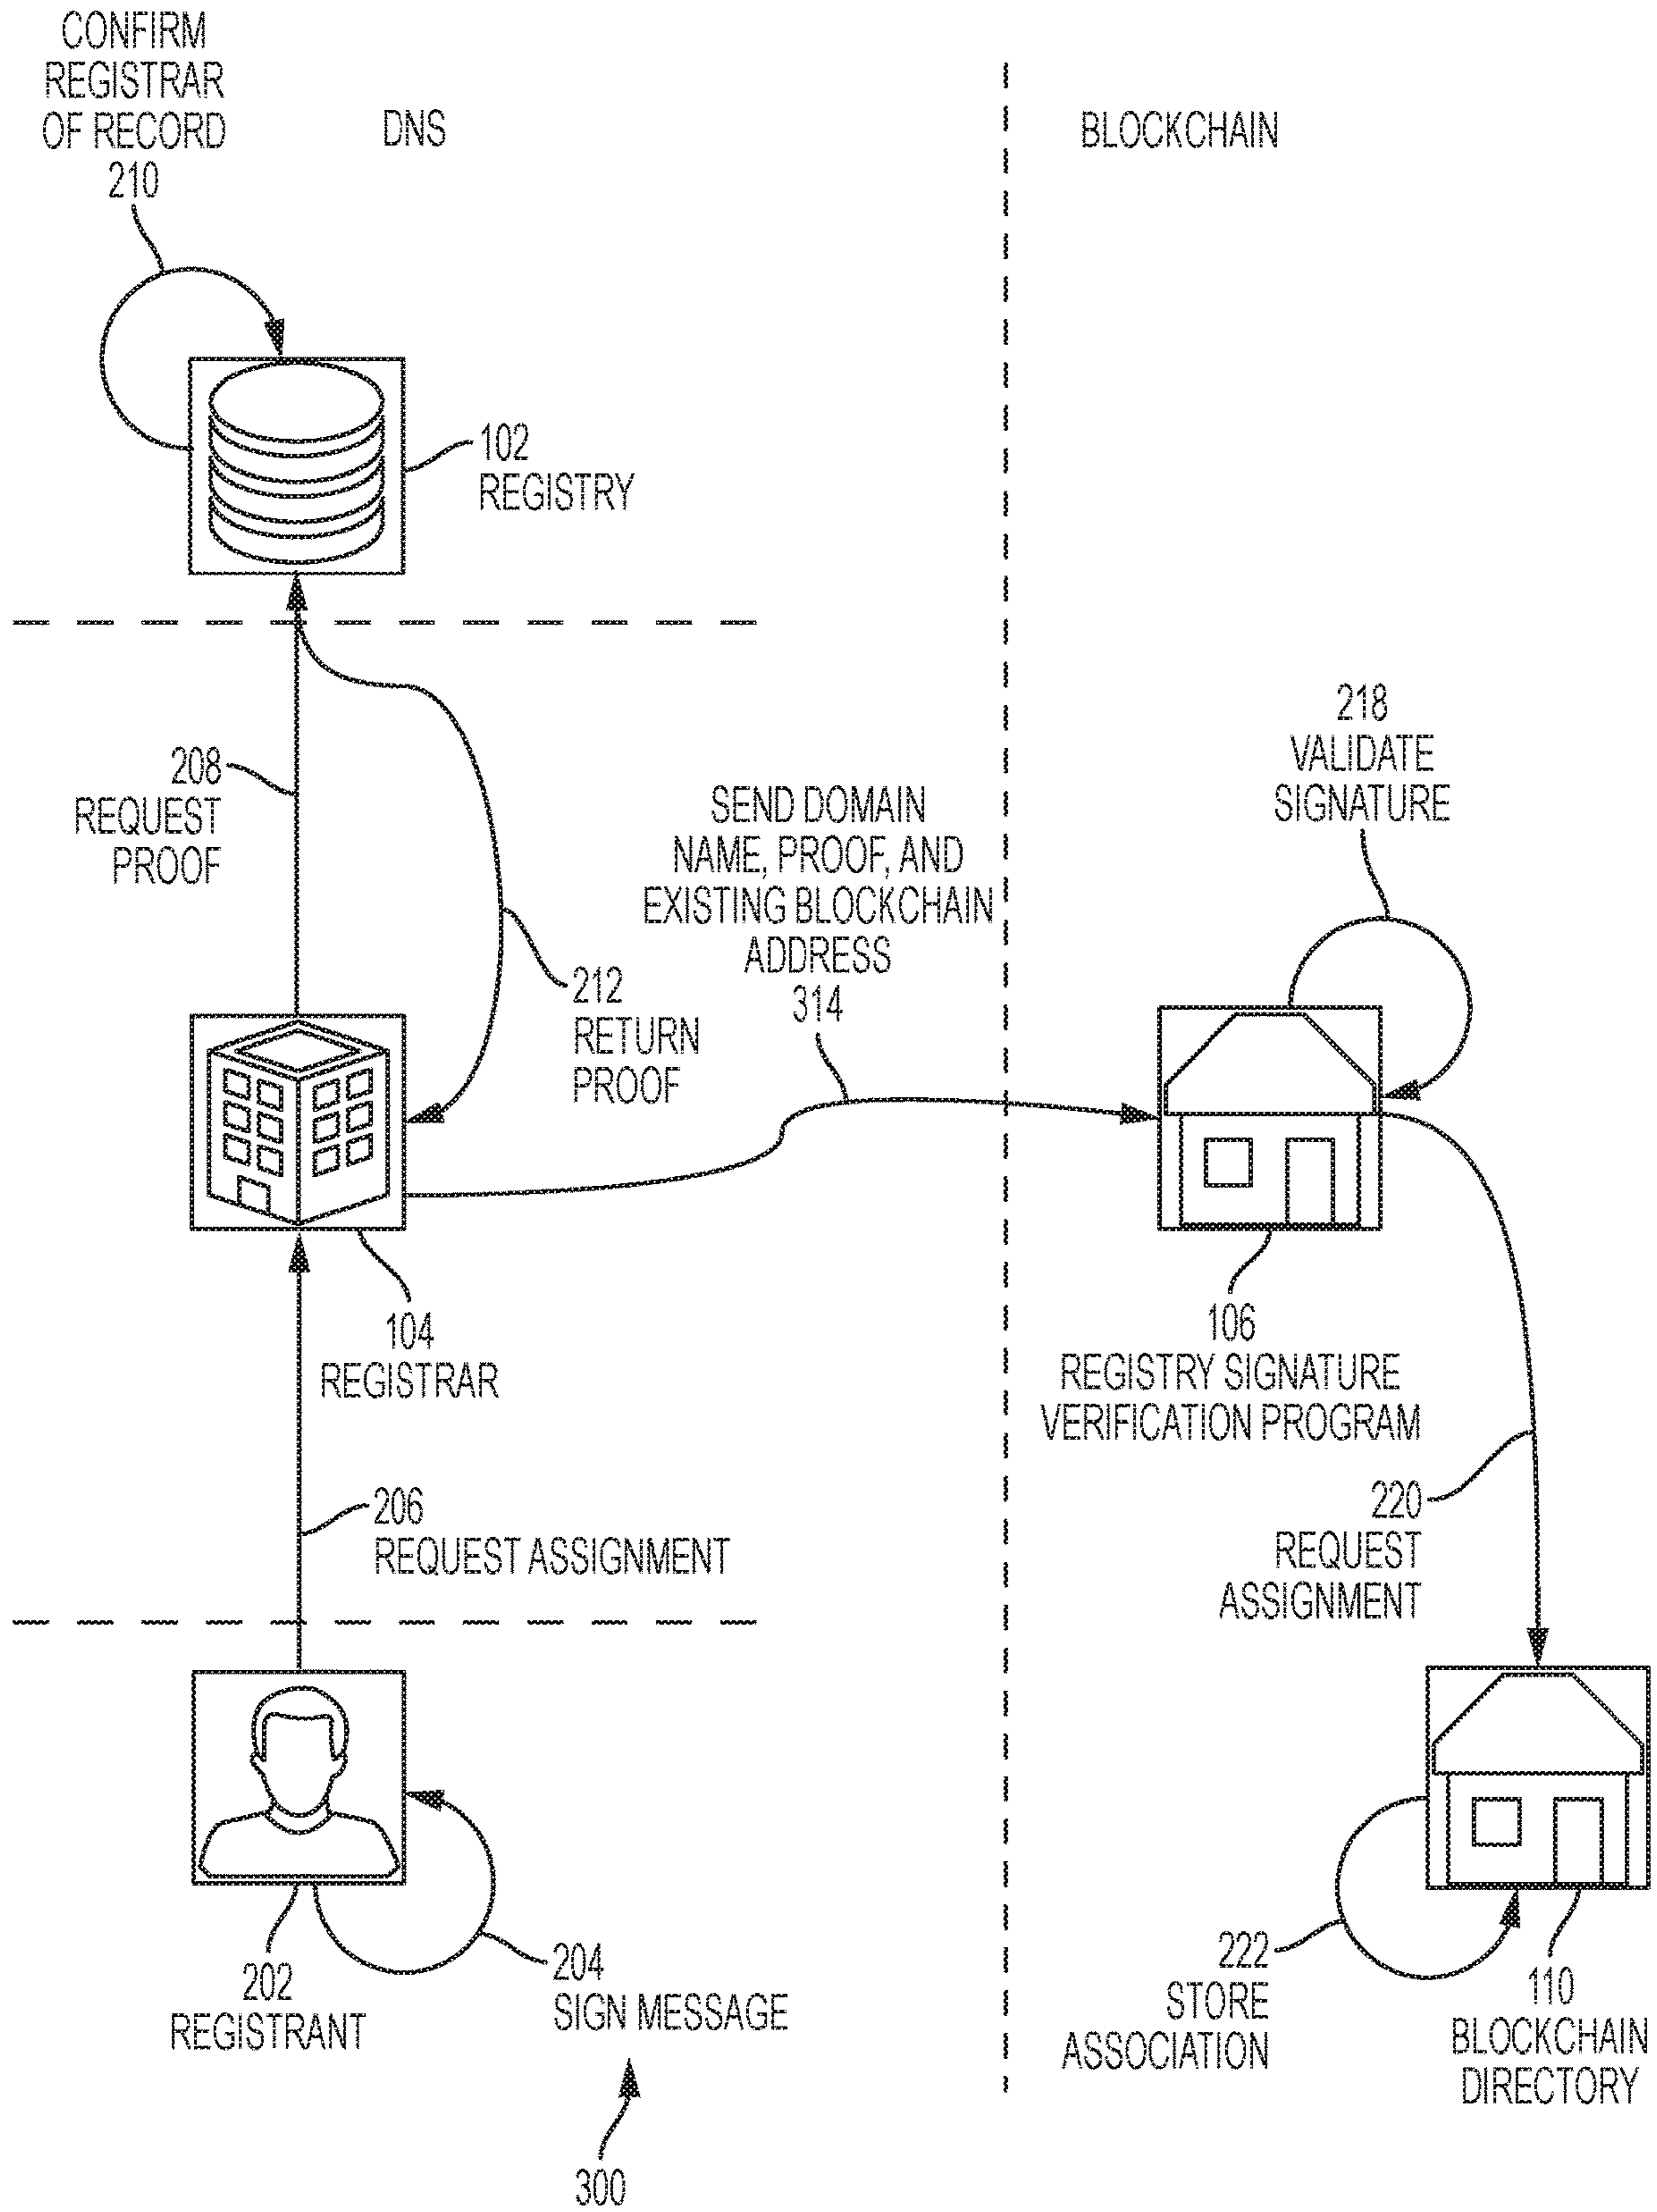 CONFIRM
REGISTRAR
OF RECORD
210
DNS
BLOCKCHAIN
102
REGISTRY
208
REQUEST
PROOF
212
RETURN
PROOF
SEND DOMAIN
NAME, PROOF, AND
EXISTING BLOCKCHAIN
ADDRESS
314
218
VALIDATE
SIGNATURE
104
REGISTRAR
106
REGISTRY SIGNATURE
VERIFICATION PROGRAM
206
REQUEST ASSIGNMENT
220
REQUEST
ASSIGNMENT
202
REGISTRANT
204
SIGN MESSAGE
222
STORE
ASSOCIATION
110
BLOCKCHAIN
DIRECTORY
300